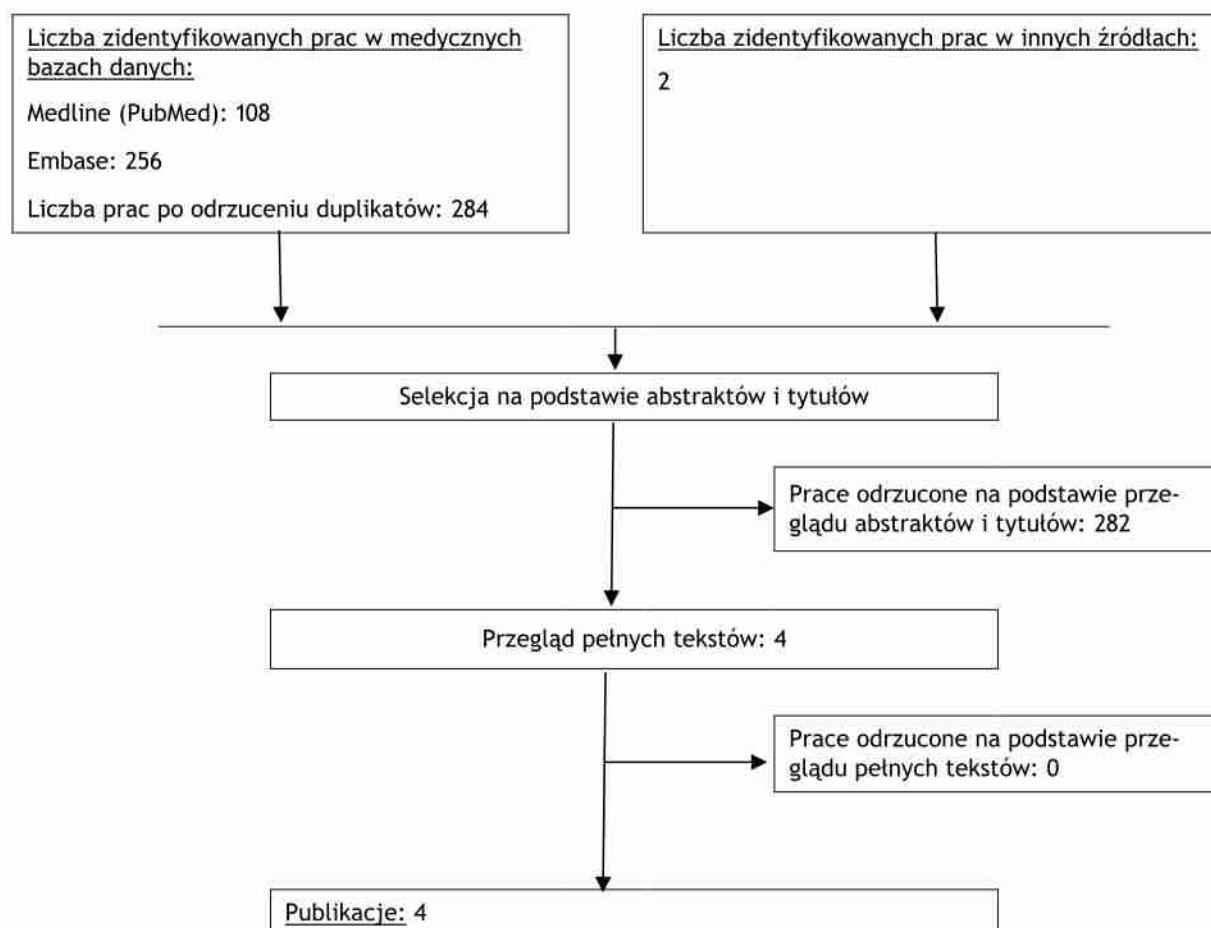 Liczba zidentyfikowanych prac w medycznych
bazach danych:
Medline (PubMed): 108
Embase: 256
Liczba prac po odrzuceniu duplikatów: 284
Liczba zidentyfikowanych prac w innych źródłach:
2
Selekcja na podstawie abstraktów i tytułów
Prace odrzucone na podstawie prze-
glądu abstraktów i tytułów: 282
Przegląd pełnych tekstów: 4
Prace odrzucone na podstawie prze-
glądu pełnych tekstów: 0
Publikacje: 4